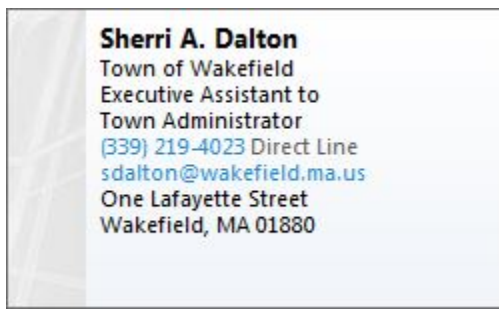 Sherri A. Dalton
Town of Wakefield
Executive Assistant to
Town Administrator
(339) 219-4023 Direct Line
sdalton@wakefield.ma.us
One Lafayette Street
Wakefield, MA 01880